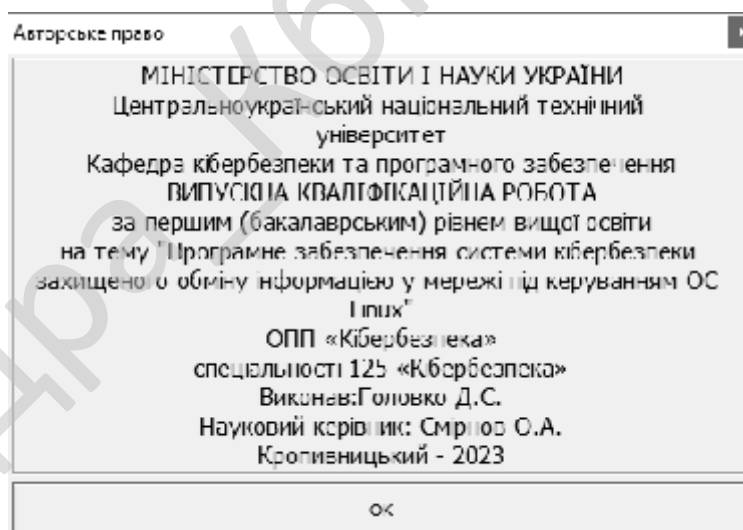 Авторське право
МІНІСТЕРСТВО ОСВІТИ І НАУКИ УКРАЇНИ
Центральноукраїнський національний технічний
університет
Кафедра кібербезпеки та програмного забезпечення
ВИПУСКНА КВАЛІФІКАЦІЙНА РОБОТА
за першим (бакалаврським) рівнем вищої освіти
на тему "Програмне забезпечення системи кібербезпеки
захищеного обміну інформацією у мережі під керуванням ОС
Linux"
ОПП «Кібербезпека»
спеціальності 125 «Кібербезпека»
Виконав:Головко Д.С.
Науковий керівник: Смірнов О.А.
Кропивницький - 2023
ОК